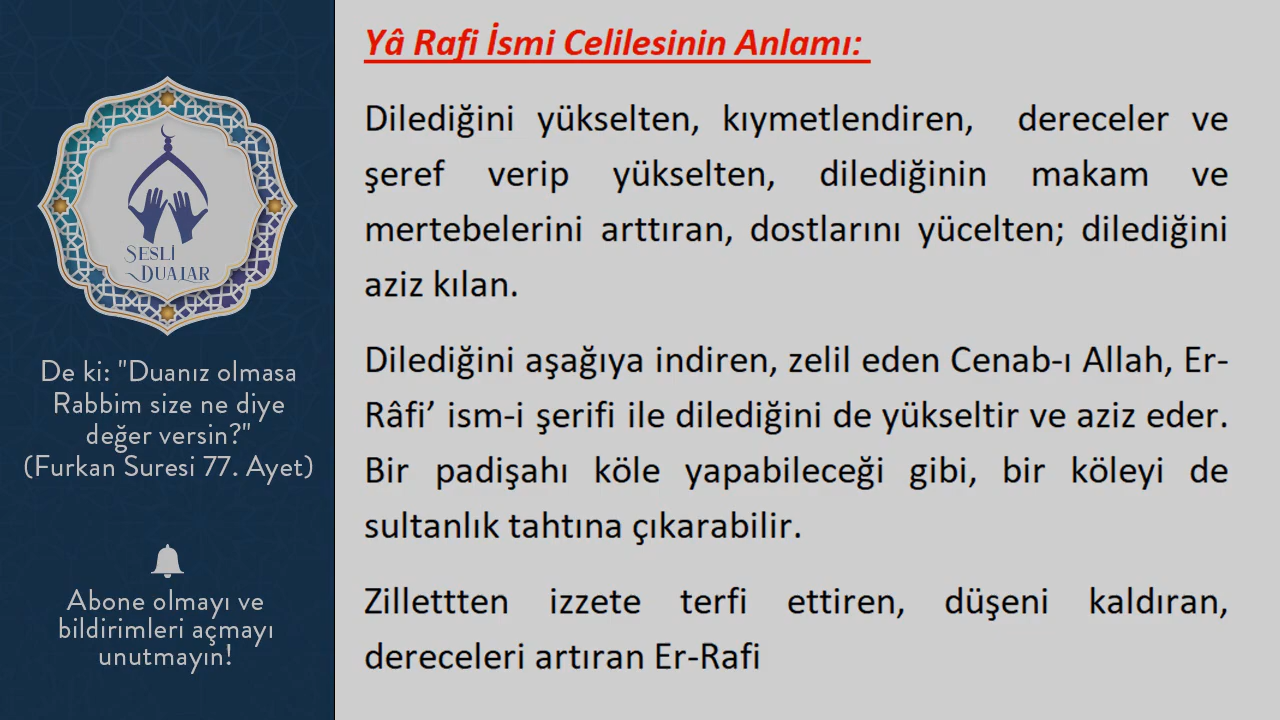 SESLİ
DUALAR
De ki: "Duanız olmasa
Rabbim size ne diye
değer versin?"
(Furkan Suresi 77. Ayet)
Abone olmayı ve
bildirimleri açmayı
unutmayın!
Yâ Rafi İsmi Celilesinin Anlamı:
Dilediğini yükselten, kıymetlendiren, dereceler ve
şeref verip yükselten, dilediğinin makam ve
mertebelerini arttıran, dostlarını yücelten; dilediğini
aziz kılan.
Dilediğini aşağıya indiren, zelil eden Cenab-ı Allah, Er-
Râfi’ ism-i şerifi ile dilediğini de yükseltir ve aziz eder.
Bir padişahı köle yapabileceği gibi, bir köleyi de
sultanlık tahtına çıkarabilir.
Zillettten izzete terfi ettiren, düşeni kaldıran,
dereceleri artıran Er-Rafi